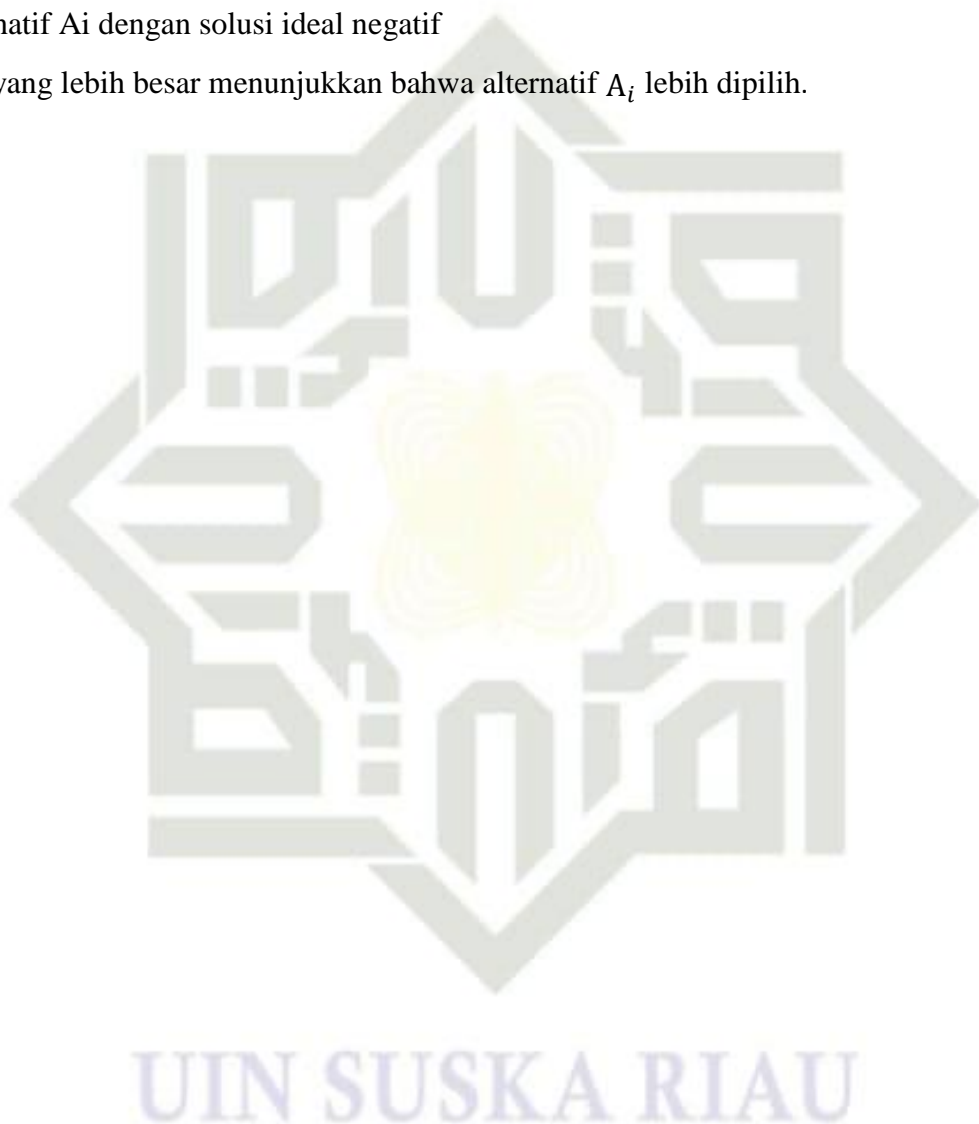 natif Ai dengan solusi ideal negatif
yang lebih besar menunjukkan bahwa alternatif A𝑖 lebih dipilih.
UIN SUSKA RIAU